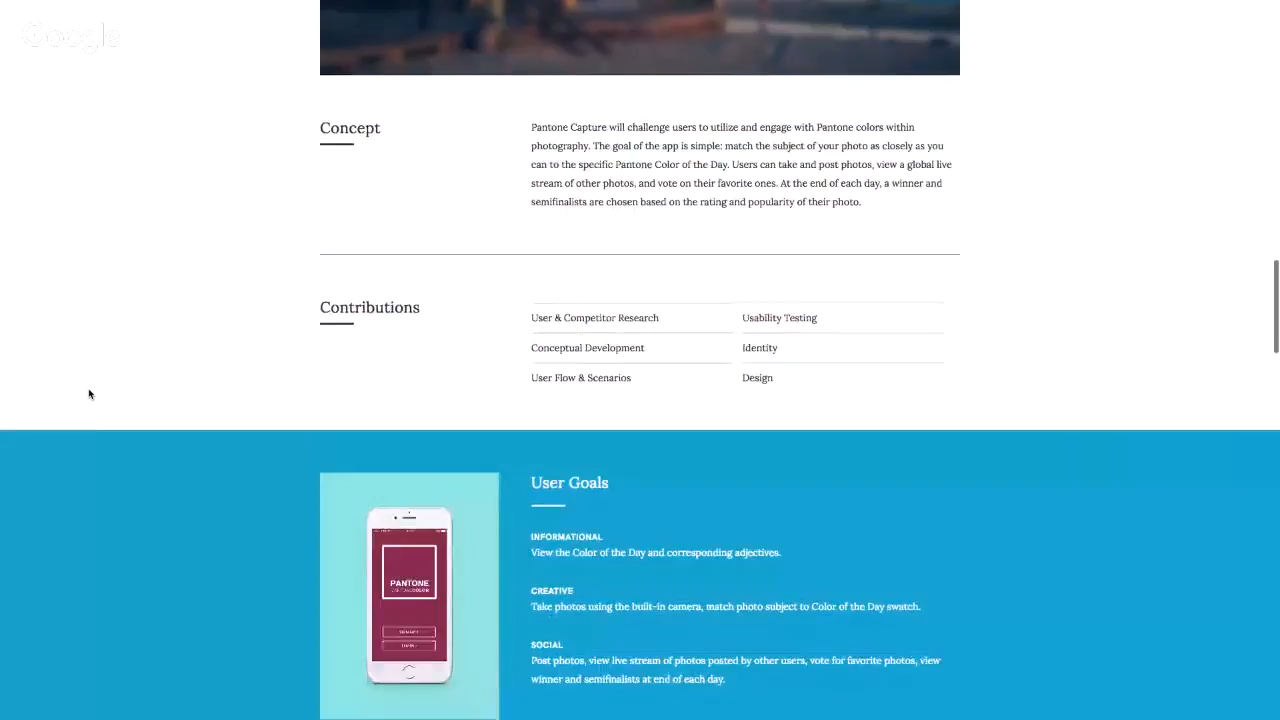 Google
Concept
Pantone Capture will challenge users to utilize and engage with Pantone colors within
photography. The goal of the app is simple: match the subject of your photo as closely as you
can to the specific Pantone Color of the Day. Users can take and post photos, view a global live
stream of other photos, and vote on their favorite ones. At the end of each day, a winner and
semifinalists are chosen based on the rating and popularity of their photo.
Contributions
User & Competitor Research
Usability Testing
Conceptual Development
Identity
User Flow & Scenarios
Design
User Goals
INFORMATIONAL
View the Color of the Day and corresponding adjectives.
CREATIVE
Take photos using the built-in camera, match photo subject to Color of the Day swatch.
SOCIAL
Post photos, view live stream of photos posted by other users, vote for favorite photos, view
winner and semifinalists at end of each day.
PANTONE